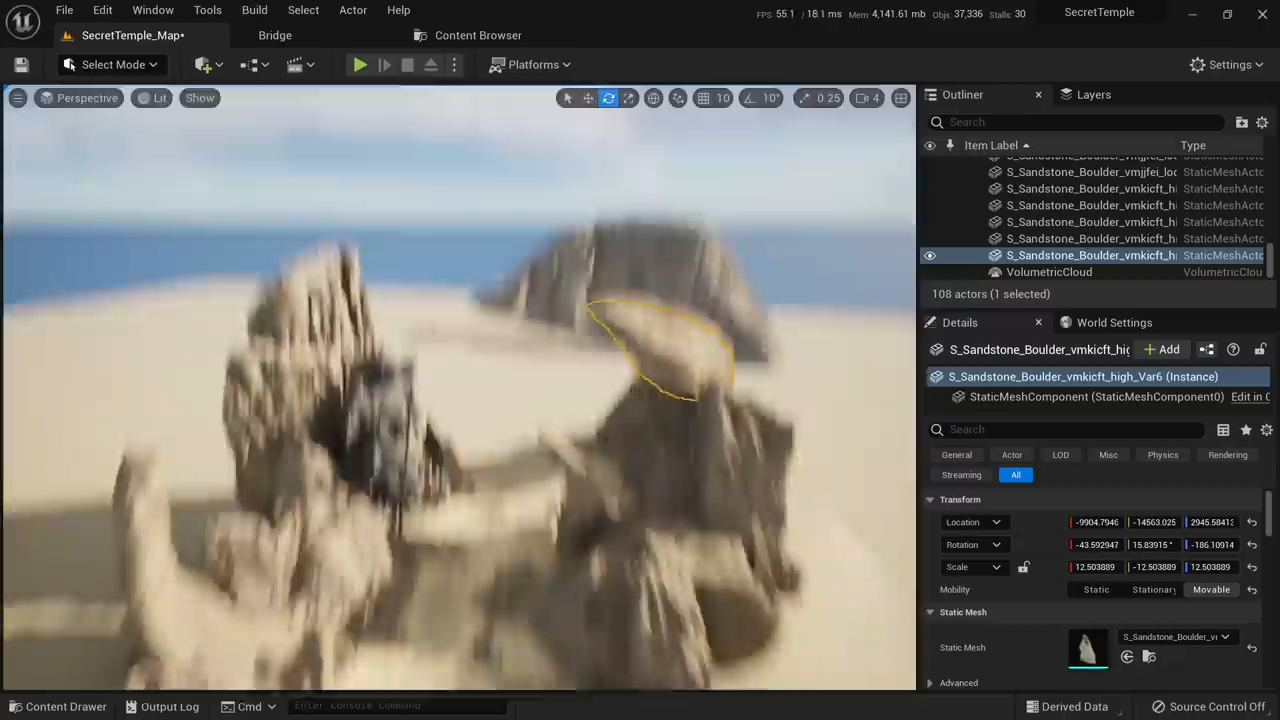 File Edit Window Tools Build Select Actor Help
FPS 55.1 / 18.1 ms Mem: 4,141.61 mb Objs: 37,336 Stalls: 30
SecretTemple
SecretTemple_Map*
Bridge
Content Browser
Select Mode
Platforms
Settings
Perspective
Lit
Show
10
10°
0.25
4
Outliner
Layers
Search
Item Label
Type
S_Sandstone_Boulder_vmjjfei_loc StaticMeshActo
S_Sandstone_Boulder_vmkicft_hi StaticMeshActo
S_Sandstone_Boulder_vmkicft_hi StaticMeshActo
S_Sandstone_Boulder_vmkicft_hi StaticMeshActo
S_Sandstone_Boulder_vmkicft_hi StaticMeshActo
S_Sandstone_Boulder_vmkicft_hi StaticMeshActo
VolumetricCloud VolumetricClou
108 actors (1 selected)
Details
World Settings
S_Sandstone_Boulder_vmkicft_hig
Add
S_Sandstone_Boulder_vmkicft_high_Var6 (Instance)
StaticMeshComponent (StaticMeshComponent0) Edit in C
Search
General Actor LOD Misc Physics Rendering
Streaming All
Transform
Location -9904.7946 -14563.025 2945.58413
Rotation -43.592947 15.83915 ° -186.10914
Scale 12.503889 -12.503889 12.503889
Mobility Static Stationary Movable
Static Mesh
Static Mesh S_Sandstone_Boulder_vr
Advanced
Content Drawer
Output Log
Cmd
Enter Console Command
Derived Data
Source Control Off